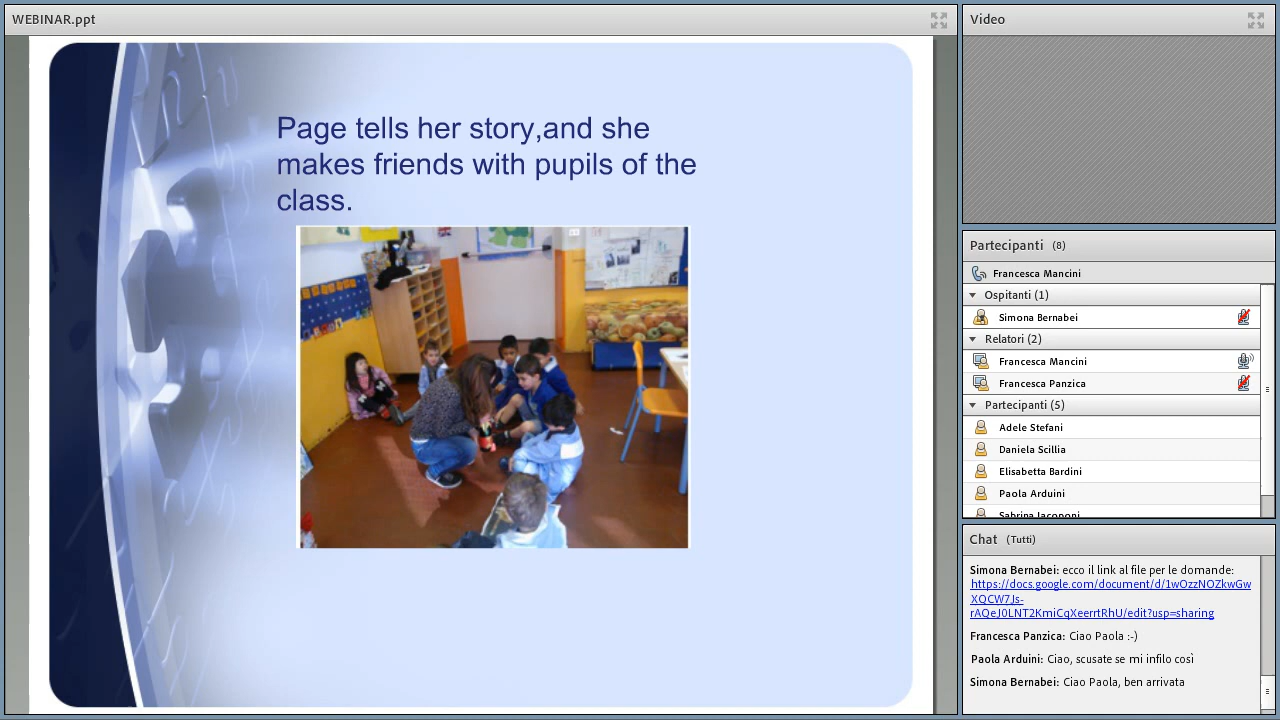 WEBINAR.ppt
Page tells her story,and she
makes friends with pupils of the
class.
Video
Partecipanti (8)
Francesca Mancini
Ospitanti (1)
Simona Bernabei
Relatori (2)
Francesca Mancini
Francesca Panzica
Partecipanti (5)
Adele Stefani
Daniela Scillia
Elisabetta Bardini
Paola Arduini
Sabrina Iacoponi
Chat (Tutti)
Simona Bernabei: ecco il link al file per le domande:
https://docs.google.com/document/d/1wOzzNOZkwGw
XQCW7Js-
rAQeJ0LNT2KmiCqXeerrtRhU/edit?usp=sharing
Francesca Panzica: Ciao Paola :-)
Paola Arduini: Ciao, scusate se mi infilo così
Simona Bernabei: Ciao Paola, ben arrivata